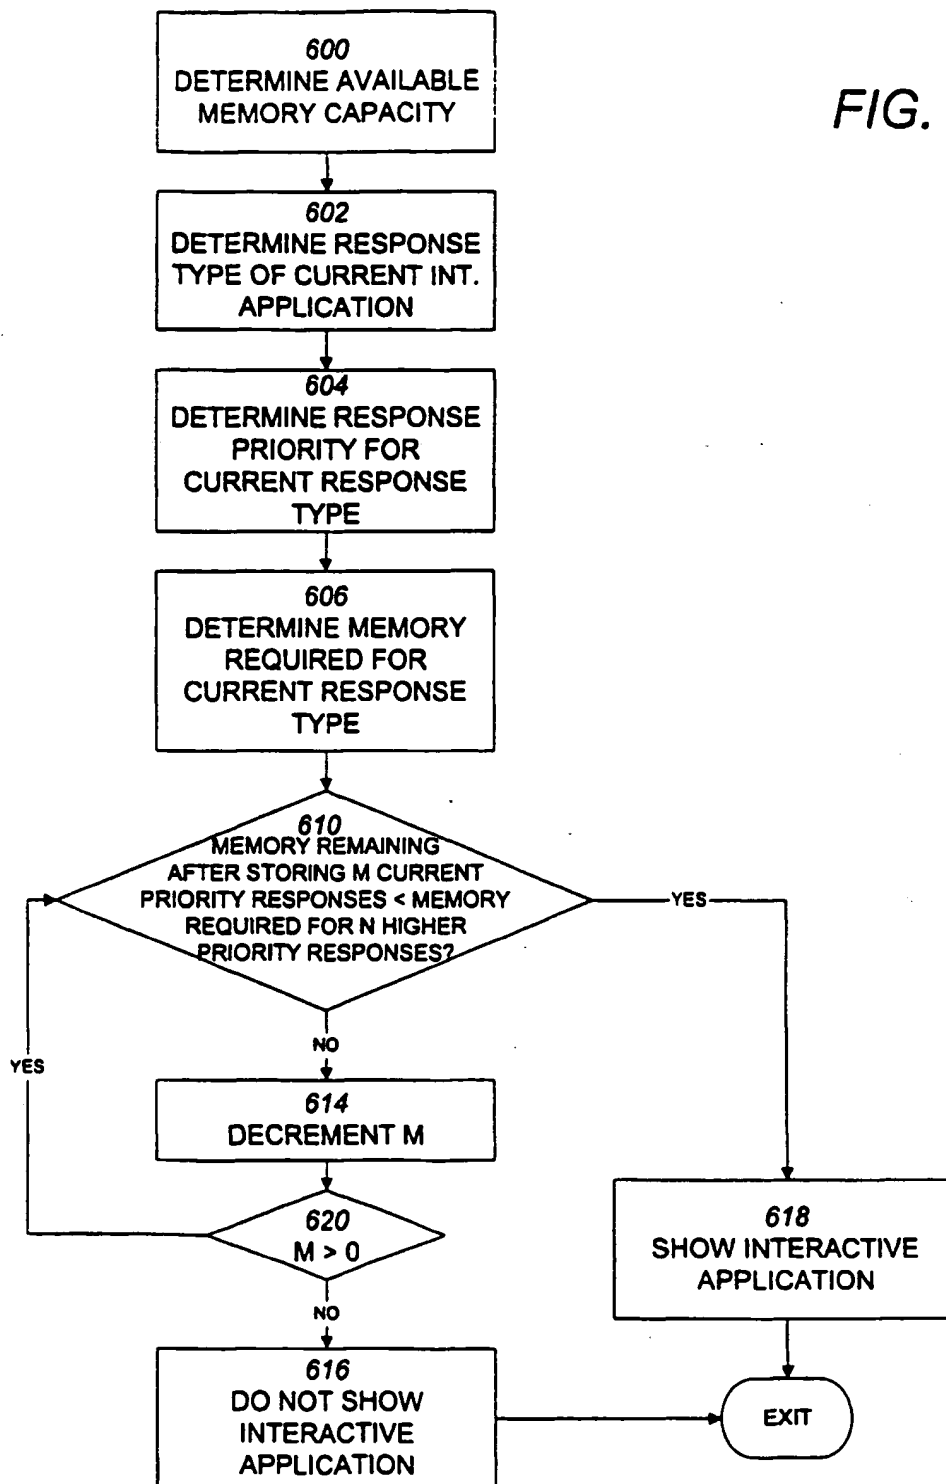 600
DETERMINE AVAILABLE
MEMORY CAPACITY
FIG.
602
DETERMINE RESPONSE
TYPE OF CURRENT INT.
APPLICATION
604
DETERMINE RESPONSE
PRIORITY FOR
CURRENT RESPONSE
TYPE
606
DETERMINE MEMORY
REQUIRED FOR
CURRENT RESPONSE
TYPE
610
MEMORY REMAINING
AFTER STORING M CURRENT
PRIORITY RESPONSES < MEMORY
REQUIRED FOR N HIGHER
PRIORITY RESPONSES?
YES
NO
YES
614
DECREMENT M
620
M > 0
618
SHOW INTERACTIVE
APPLICATION
NO
616
DO NOT SHOW
INTERACTIVE
APPLICATION
EXIT